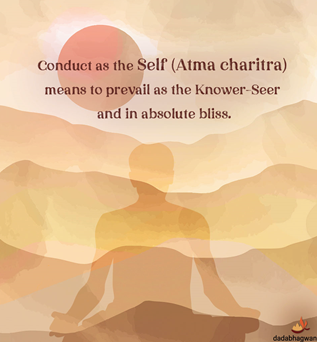 Conduct as the Self (Atma charitra)
means to prevail as the Knower-Seer
and in absolute bliss.
dadabhagwan